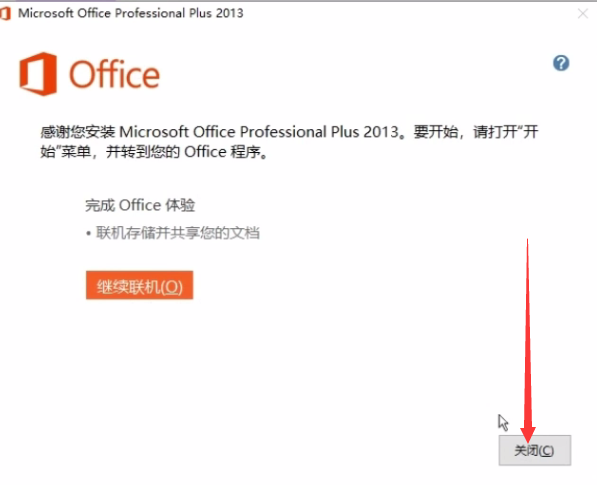 Microsoft Office Professional Plus 2013
Office
?
感谢您安装 Microsoft Office Professional Plus 2013。要开始，请打开“开
始”菜单，并转到您的 Office 程序。
完成 Office 体验
• 联机存储并共享您的文档
继续联机(O)
关闭(C)